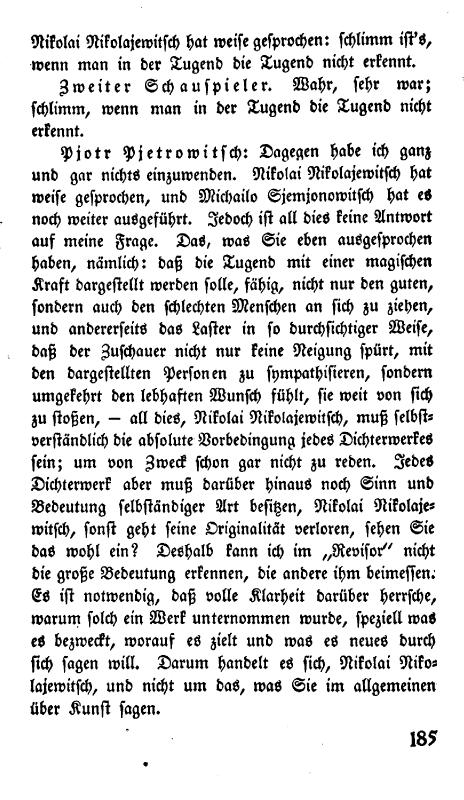 Nikolai Nikolajewitsch hat weise gesprochen: schlimm ist's,
wenn man in der Tugend die Tugend nicht erkennt.
Zweiter Schauspieler. Wahr, sehr war;
schlimm, wenn man in der Tugend die Tugend nicht
erkennt.
Pjotr Pjetrowitsch: Dagegen habe ich ganz
und gar nichts einzuwenden. Nikolai Nikolajewitsch hat
weise gesprochen, und Michailo Sjemjonowitsch hat es
noch weiter ausgeführt. Jedoch ist all dies keine Antwort
auf meine Frage. Das, was Sie eben ausgesprochen
haben, nämlich: daß die Tugend mit einer magischen
Kraft dargestellt werden solle, fähig, nicht nur den guten,
sondern auch den schlechten Menschen an sich zu ziehen,
und andererseits das Laster in so durchsichtiger Weise,
daß der Zuschauer nicht nur keine Neigung spürt, mit
den dargestellten Personen zu sympathisieren, sondern
umgekehrt den lebhaften Wunsch fühlt, sie weit von sich
zu stoßen, — all dies, Nikolai Nikolajewitsch, muß selbst-
verständlich die absolute Vorbedingung jedes Dichterwerkes
sein; um von Zweck schon gar nicht zu reden. Jedes
Dichterwerk aber muß darüber hinaus noch Sinn und
Bedeutung selbständiger Art besitzen, Nikolai Nikolaje-
witsch, sonst geht seine Originalität verloren, sehen Sie
das wohl ein? Deshalb kann ich im „Revisor" nicht
die große Bedeutung erkennen, die andere ihm beimessen.
Es ist notwendig, daß volle Klarheit darüber herrsche,
warum solch ein Werk unternommen wurde, speziell was
es bezweckt, worauf es zielt und was es neues durch
sich sagen will. Darum handelt es sich, Nikolai Niko-
lajewitsch, und nicht um das, was Sie im allgemeinen
über Kunst sagen.
185